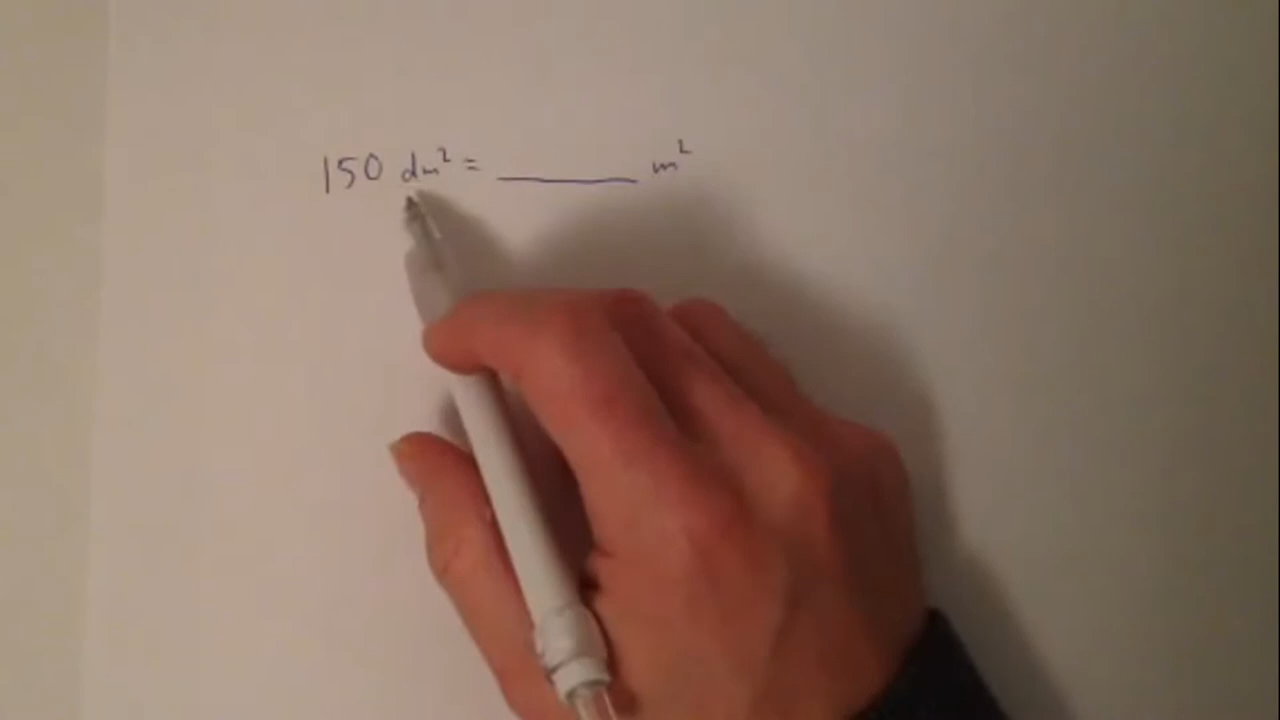 150 dm² = ______ m²